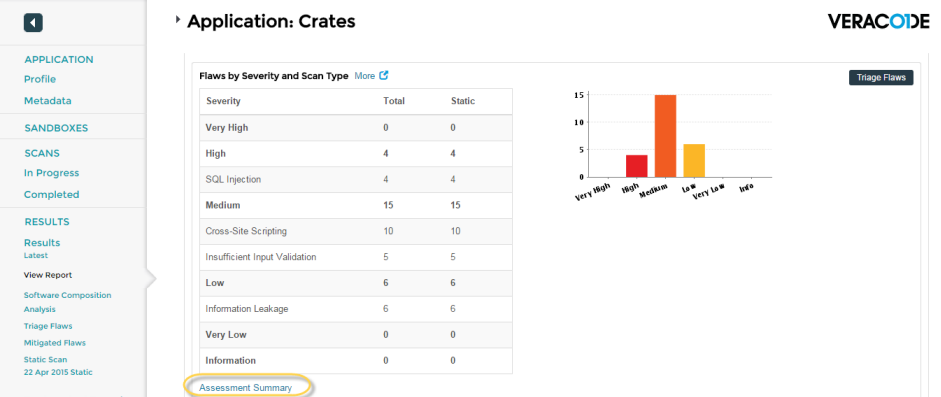 Application: Crates
VERACODE
APPLICATION
Profile
Metadata
SANDBOXES
SCANS
In Progress
Completed
RESULTS
Results
Latest
View Report
Software Composition
Analysis
Triage Flaws
Mitigated Flaws
Static Scan
22 Apr 2015 Static
Flaws by Severity and Scan Type More
Triage Flaws
Severity Total Static
Very High 0 0
High 4 4
SQL Injection 4 4
Medium 15 15
Cross-Site Scripting 10 10
Insufficient Input Validation 5 5
Low 6 6
Information Leakage 6 6
Very Low 0 0
Information 0 0
Assessment Summary
15
10
5
0
Very High High Medium Low Very Low Info